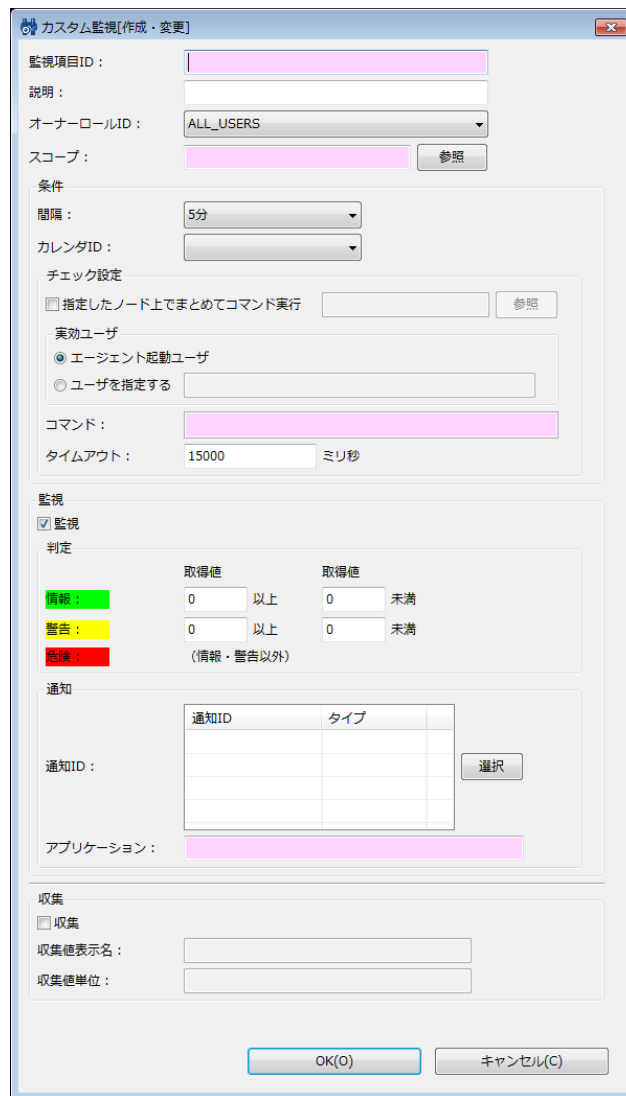 カスタム監視[作成・変更]
監視項目ID：
説明：
オーナーロールID： ALL_USERS
スコープ： 参照
条件
間隔： 5分
カレンダID：
チェック設定
指定したノード上でまとめてコマンド実行 参照
実効ユーザ
エージェント起動ユーザ
ユーザを指定する
コマンド：
タイムアウト： 15000 ミリ秒
監視
監視
判定
取得値 取得値
情報： 0 以上 0 未満
警告： 0 以上 0 未満
危険： （情報・警告以外）
通知
通知ID タイプ
通知ID： 選択
アプリケーション：
収集
収集
収集値表示名：
収集値単位：
OK(O) キャンセル(C)